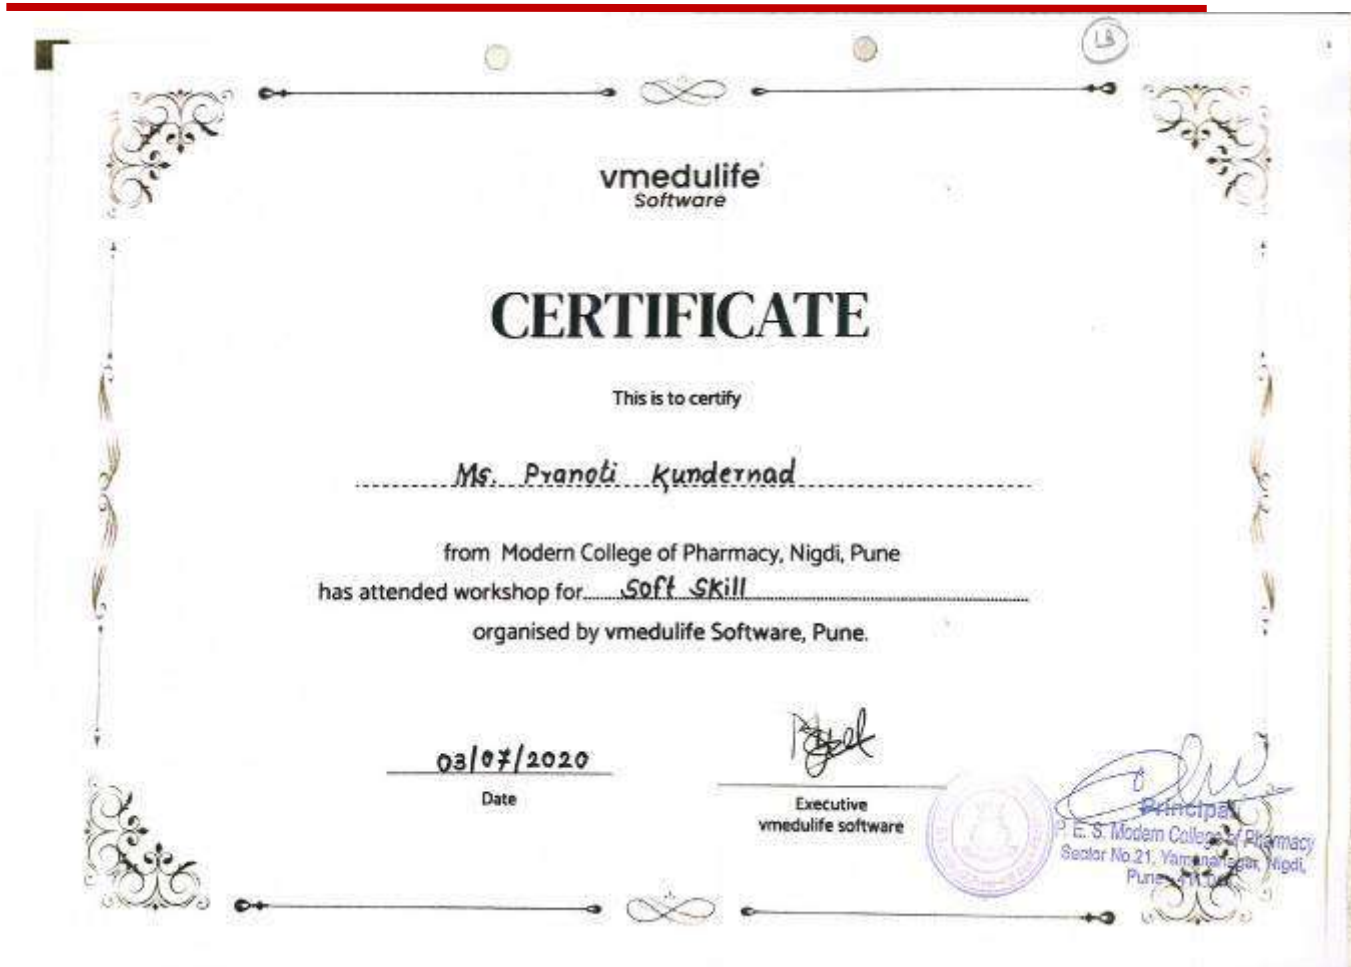 LB
vmedulife
Software
CERTIFICATE
This is to certify
Ms. Pranoti Kundernad
from Modern College of Pharmacy, Nigdi, Pune
has attended workshop for Soft Skill
organised by vmedulife Software, Pune.
03/07/2020
Date
Executive
vmedulife software
Principal
P. E. S. Modern College of Pharmacy
Sector No.21, Yamunanagar, Nigdi,
Pune